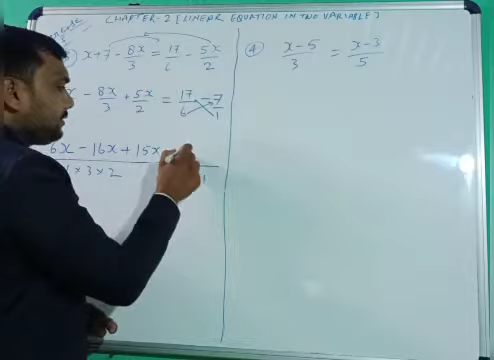 CHAPTER-2 [LINEAR EQUATION IN TWO VARIABLE]
x+7 - 8x/3 = 17/6 - 5x/2
x - 8x/3 + 5x/2 = 17/6 - 7/1
6x - 16x + 15x
× 3 × 2
④ x-5/3 = x-3/5